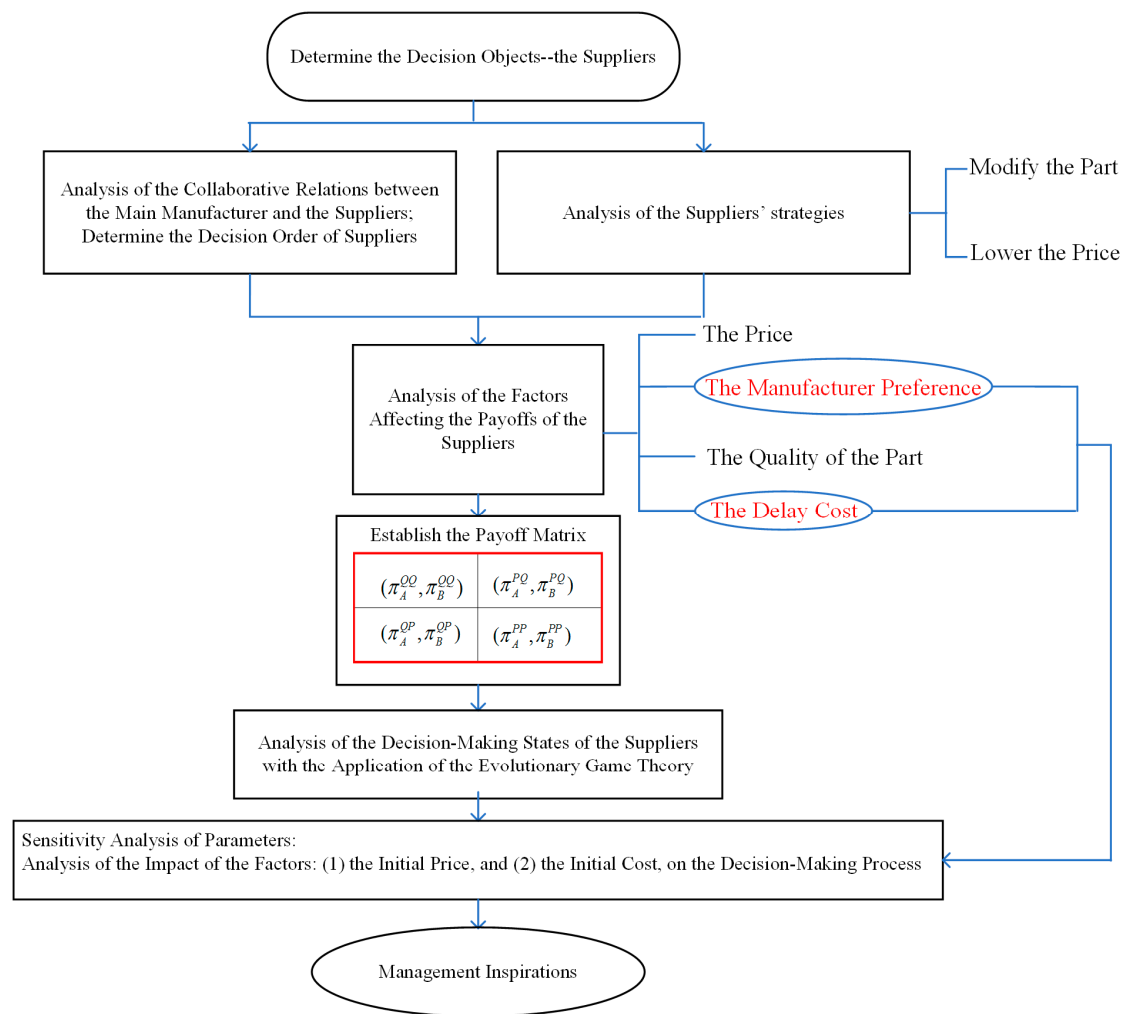 Determine the Decision Objects--the Suppliers
Analysis of the Collaborative Relations between
the Main Manufacturer and the Suppliers;
Determine the Decision Order of Suppliers
Analysis of the Suppliers’ strategies
Modify the Part
Lower the Price
Analysis of the Factors
Affecting the Payoffs of the
Suppliers
The Price
The Manufacturer Preference
The Quality of the Part
The Delay Cost
Establish the Payoff Matrix
(π_A^{QQ}, π_B^{QQ}) (π_A^{PQ}, π_B^{PQ})
(π_A^{QP}, π_B^{QP}) (π_A^{PP}, π_B^{PP})
Analysis of the Decision-Making States of the Suppliers
with the Application of the Evolutionary Game Theory
Sensitivity Analysis of Parameters:
Analysis of the Impact of the Factors: (1) the Initial Price, and (2) the Initial Cost, on the Decision-Making Process
Management Inspirations